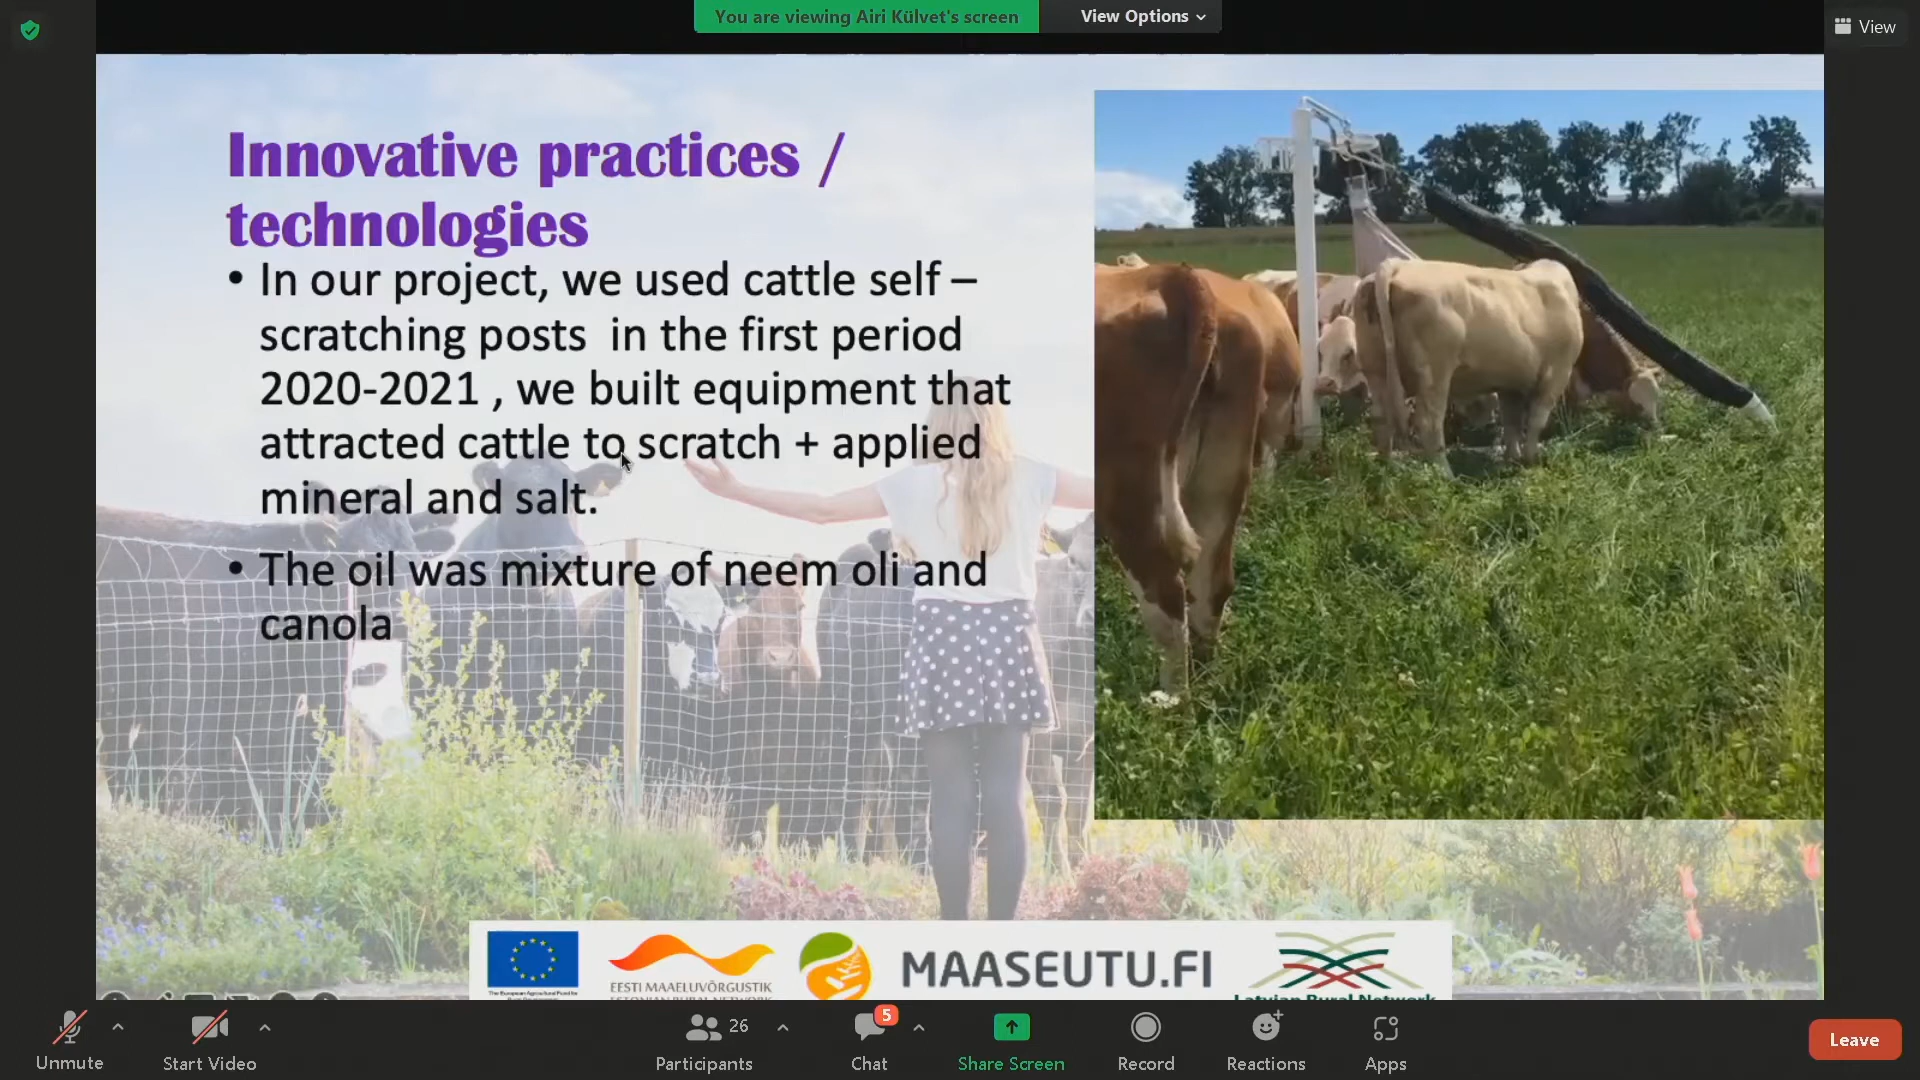 You are viewing Airi Külvet's screen
View Options
View
Innovative practices /
technologies
• In our project, we used cattle self –
scratching posts in the first period
2020-2021 , we built equipment that
attracted cattle to scratch + applied
mineral and salt.
• The oil was mixture of neem oli and
canola
EESTI MAAELUVÕRGUSTIK
ESTONIAN RURAL NETWORK
MAASEUTU.FI
Latvian Rural Network
Unmute
Start Video
26
Participants
5
Chat
Share Screen
Record
Reactions
Apps
Leave